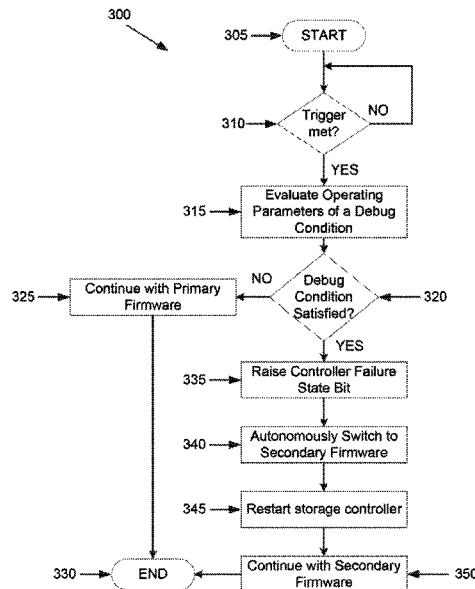 300
305
START
310
Trigger
met?
NO
YES
315
Evaluate Operating
Parameters of a Debug
Condition
325
Continue with Primary
Firmware
NO
Debug
Condition
Satisfied?
320
YES
335
Raise Controller Failure
State Bit
340
Autonomously Switch to
Secondary Firmware
345
Restart storage controller
330
END
Continue with Secondary
Firmware
350